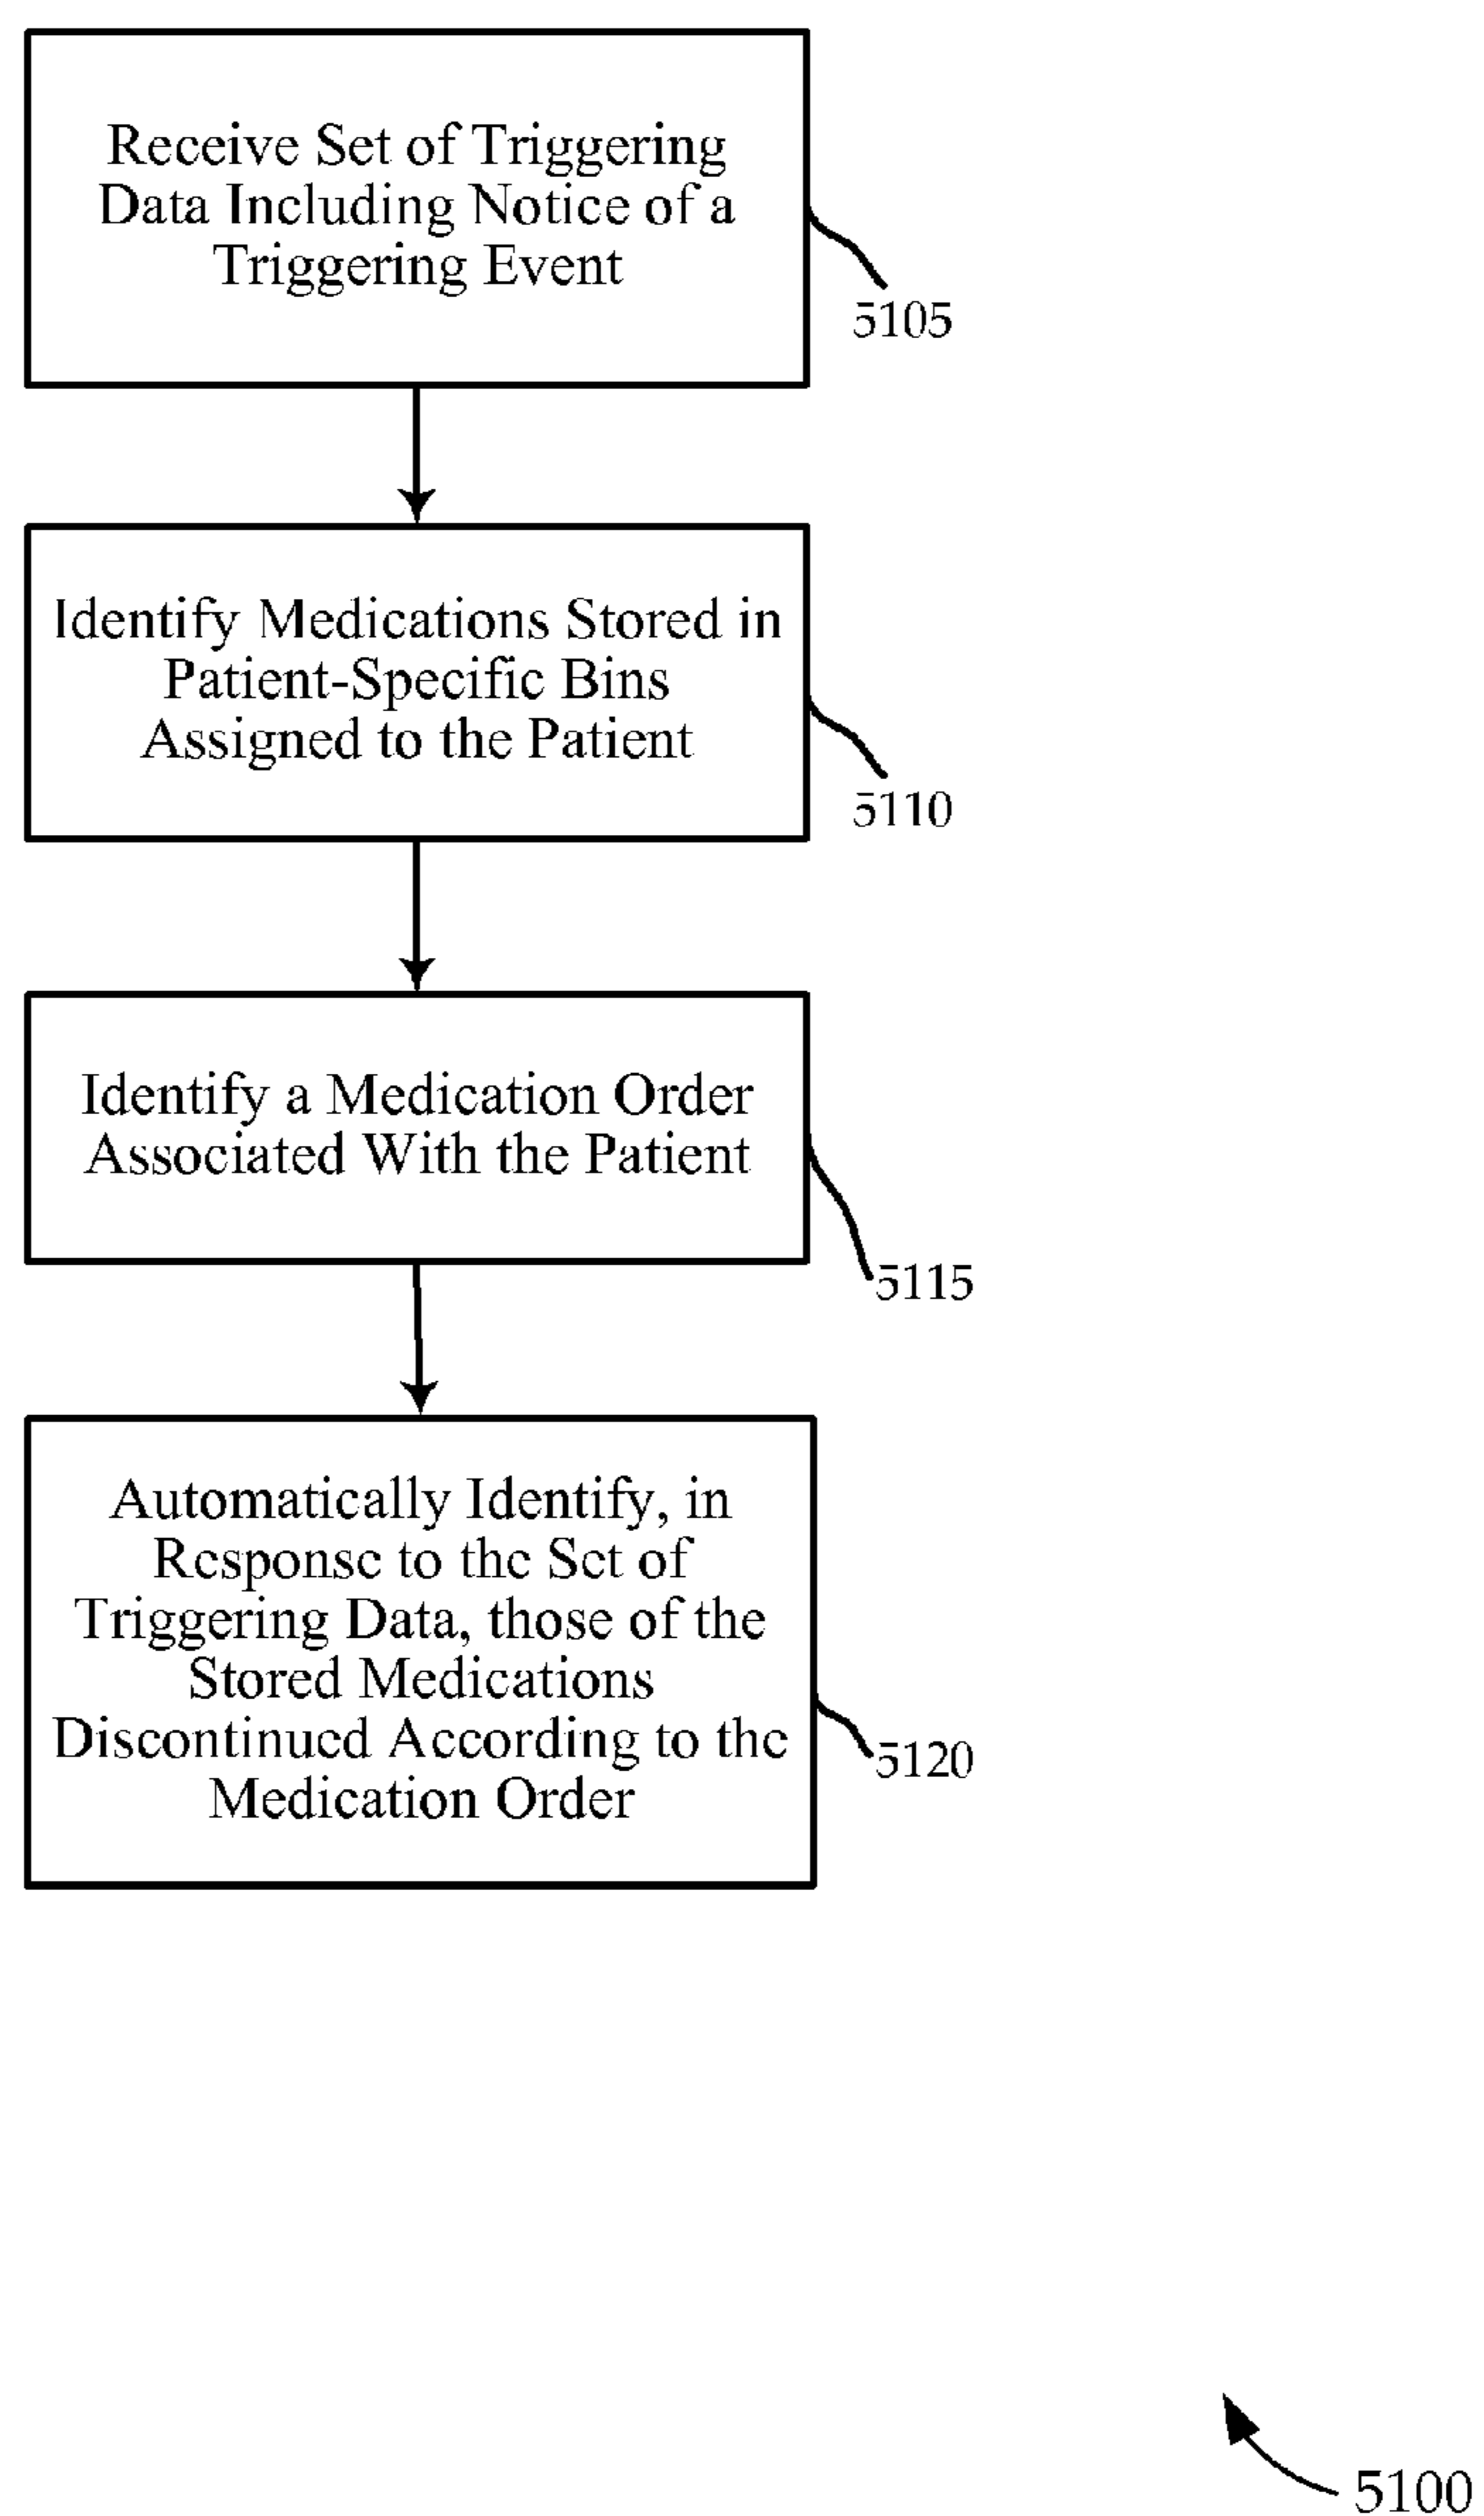 Receive Set of Triggering
Data Including Notice of a
Triggering Event
5105
Identify Medications Stored in
Patient-Specific Bins
Assigned to the Patient
5110
Identify a Medication Order
Associated With the Patient
5115
Automatically Identify, in
Response to the Set of
Triggering Data, those of the
Stored Medications
Discontinued According to the
Medication Order
5120
5100